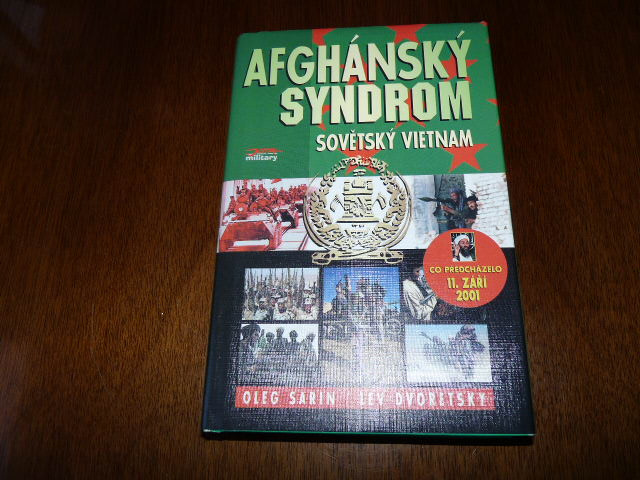 AFGHÁNSKÝ
SYNDROM
SOVĚTSKÝ VIETNAM
military
CO PŘEDCHÁZELO
11. ZÁŘÍ
2001
OLEG SARIN / LEV DVORETSKY